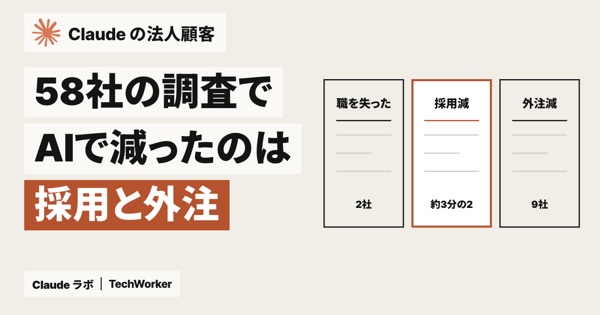 Claude の法人顧客
58社の調査で
AIで減ったのは
採用と外注
職を失った
2社
採用減
約3分の2
外注減
9社
Claude ラボ | TechWorker